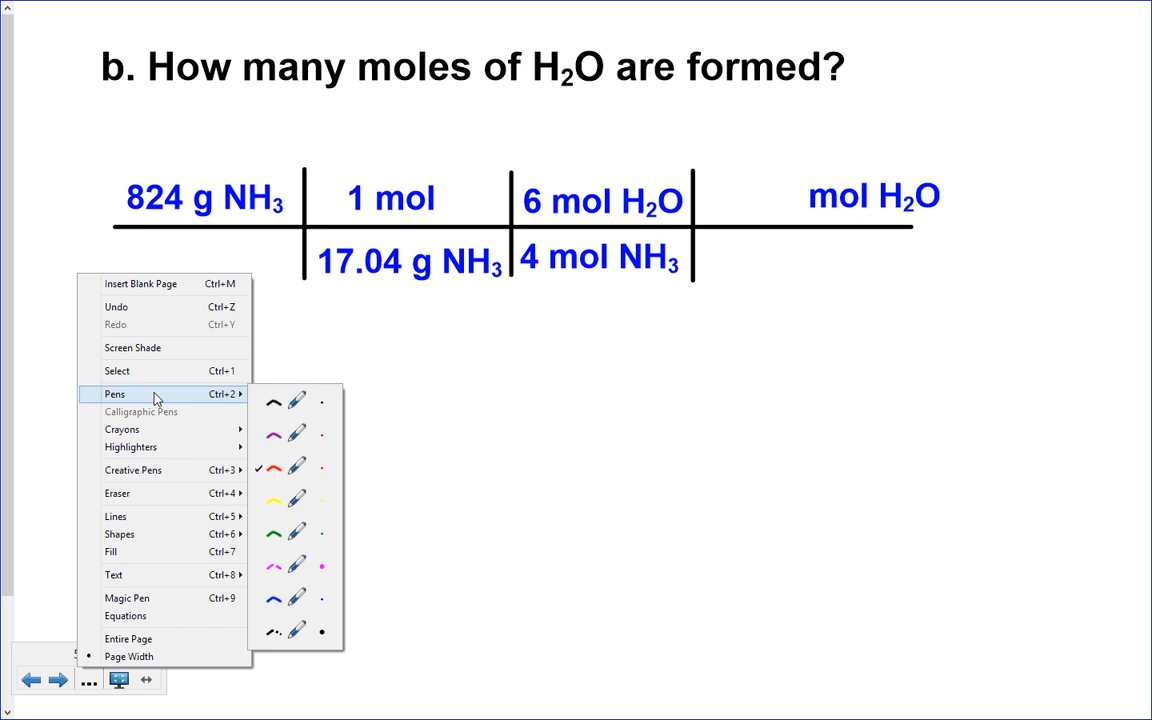 b. How many moles of H₂O are formed?
824 g NH₃ 1 mol 6 mol H₂O mol H₂O
17.04 g NH₃ 4 mol NH₃
Insert Blank Page Ctrl+M
Undo Ctrl+Z
Redo Ctrl+Y
Screen Shade
Select Ctrl+1
Pens Ctrl+2
Calligraphic Pens
Crayons
Highlighters
Creative Pens Ctrl+3
Eraser Ctrl+4
Lines Ctrl+5
Shapes Ctrl+6
Fill Ctrl+7
Text Ctrl+8
Magic Pen Ctrl+9
Equations
Entire Page
Page Width
...